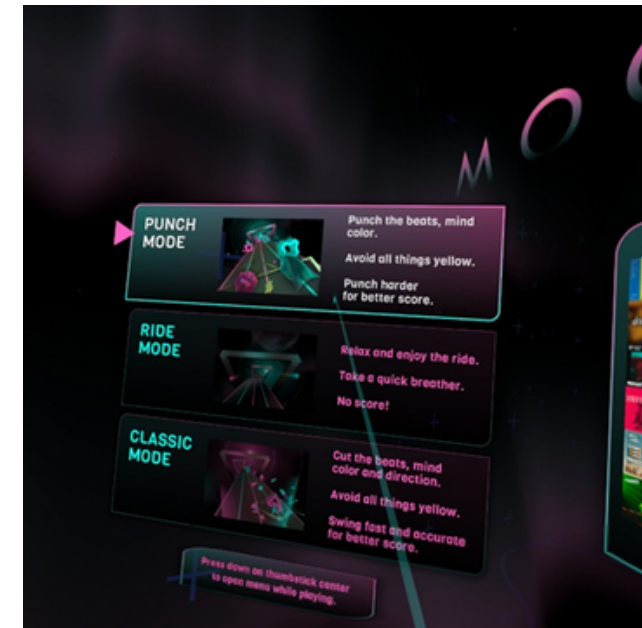 MO
PUNCH
MODE
Punch the beats, mind
color.
Avoid all things yellow.
Punch harder
for better score.
RIDE
MODE
Relax and enjoy the ride.
Take a quick breather.
No score!
CLASSIC
MODE
Cut the beats, mind
color and direction.
Avoid all things yellow.
Swing fast and accurate
for better score.
Press down on thumbstick center
to open menu while playing.